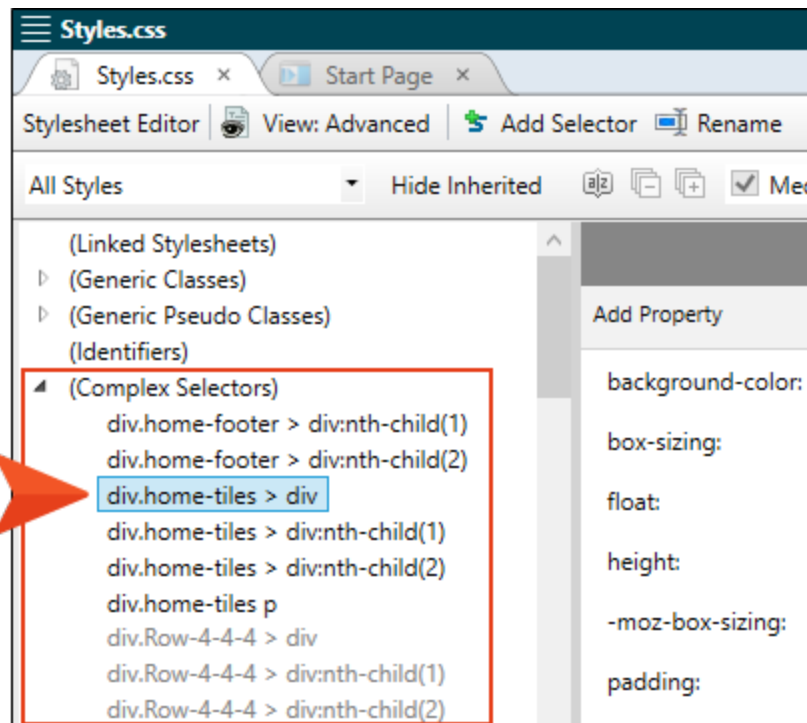 Styles.css
Styles.css × Start Page ×
Stylesheet Editor View: Advanced Add Selector Rename
All Styles Hide Inherited a|z
(Linked Stylesheets)
(Generic Classes)
(Generic Pseudo Classes)
(Identifiers)
(Complex Selectors)
div.home-footer > div:nth-child(1)
div.home-footer > div:nth-child(2)
div.home-tiles > div
div.home-tiles > div:nth-child(1)
div.home-tiles > div:nth-child(2)
div.home-tiles p
div.Row-4-4-4 > div
div.Row-4-4-4 > div:nth-child(1)
div.Row-4-4-4 > div:nth-child(2)
Add Property
background-color:
box-sizing:
float:
height:
-moz-box-sizing:
padding: